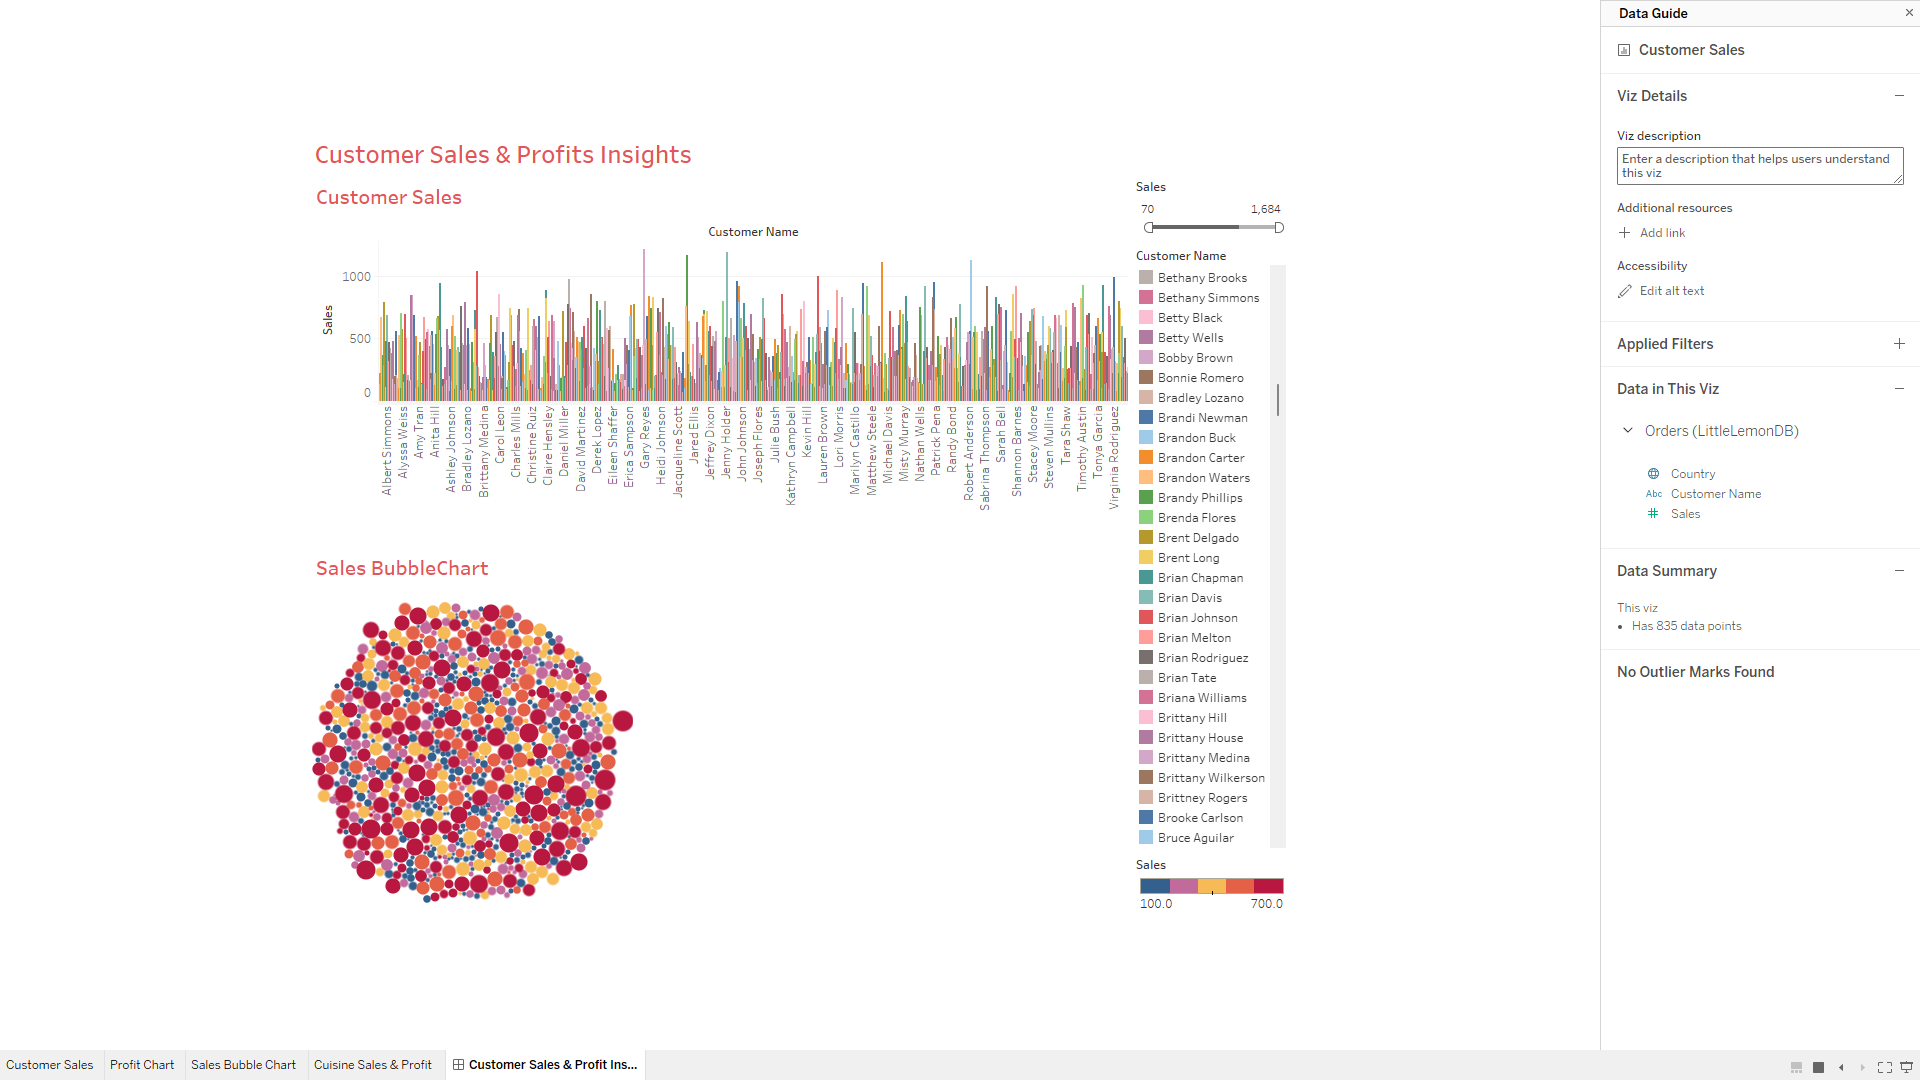 Data Guide
Customer Sales
Viz Details
Viz description
Enter a description that helps users understand
this viz
Additional resources
Add link
Accessibility
Edit alt text
Applied Filters
Data in This Viz
Orders (LittleLemonDB)
Country
Abc Customer Name
Sales
Data Summary
This viz
• Has 835 data points
No Outlier Marks Found
Customer Sales & Profits Insights
Customer Sales
Customer Name
Sales
1000
500
0
Albert Simmons
Alyssa Weiss
Amy Tran
Anita Hill
Ashley Johnson
Bradley Lozano
Brittany Medina
Carol Leon
Charles Mills
Christine Ruiz
Claire Hensley
Daniel Miller
David Martinez
Derek Lopez
Eileen Shaffer
Erica Sampson
Gary Reyes
Heidi Johnson
Jacqueline Scott
Jared Ellis
Jeffrey Dixon
Jenny Holder
John Johnson
Joseph Flores
Julie Bush
Kathryn Campbell
Kevin Hill
Lauren Brown
Lori Morris
Marilyn Castillo
Matthew Steele
Michael Davis
Misty Murray
Nathan Wells
Patrick Pena
Randy Bond
Robert Anderson
Sabrina Thompson
Sarah Bell
Shannon Barnes
Stacey Moore
Steven Mullins
Tara Shaw
Timothy Austin
Tonya Garcia
Virginia Rodriguez
Sales
70 1,684
Customer Name
Bethany Brooks
Bethany Simmons
Betty Black
Betty Wells
Bobby Brown
Bonnie Romero
Bradley Lozano
Brandi Newman
Brandon Buck
Brandon Carter
Brandon Waters
Brandy Phillips
Brenda Flores
Brent Delgado
Brent Long
Brian Chapman
Brian Davis
Brian Johnson
Brian Melton
Brian Rodriguez
Brian Tate
Briana Williams
Brittany Hill
Brittany House
Brittany Medina
Brittany Wilkerson
Brittney Rogers
Brooke Carlson
Bruce Aguilar
Sales
100.0 700.0
Sales BubbleChart
Customer Sales
Profit Chart
Sales Bubble Chart
Cuisine Sales & Profit
Customer Sales & Profit Ins...